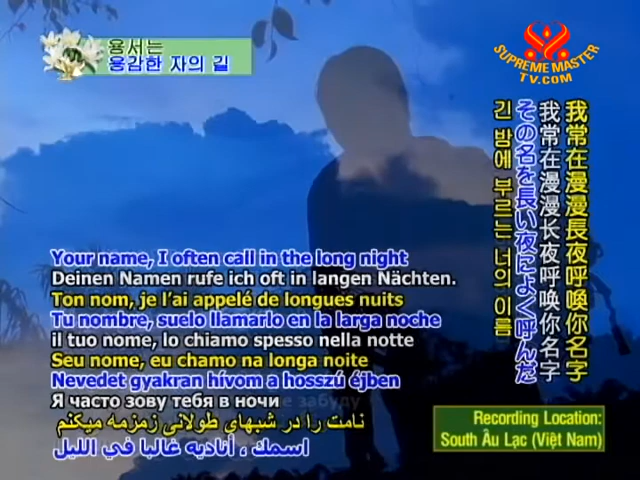 용서는
용감한 자의 길
SUPREME MASTER
TV.COM
我常在漫漫長夜呼喚你名字
我常在漫漫长夜呼唤你名字
その名を長い夜によく呼んだ
긴 밤에 부르는 너의 이름
Your name, I often call in the long night
Deinen Namen rufe ich oft in langen Nächten.
Ton nom, je l'ai appelé de longues nuits
Tu nombre, suelo llamarlo en la larga noche
il tuo nome, lo chiamo spesso nella notte
Seu nome, eu chamo na longa noite
Nevedet gyakran hívom a hosszú éjben
Я часто зову тебя в ночи
забуду
نامت را در شبهای طولانی زمزمه میکنم
اسمك ، أناديه غالبا في الليل
Recording Location:
South Âu Lạc (Việt Nam)